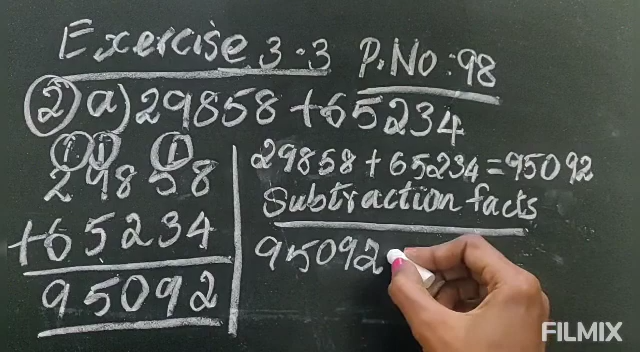 Exercise 3.3 P.No:98
② a) 29858 + 65234
① ① ①
29858
+65234
95092
29858 + 65234 = 95092
Subtraction facts
95092
FILMIX